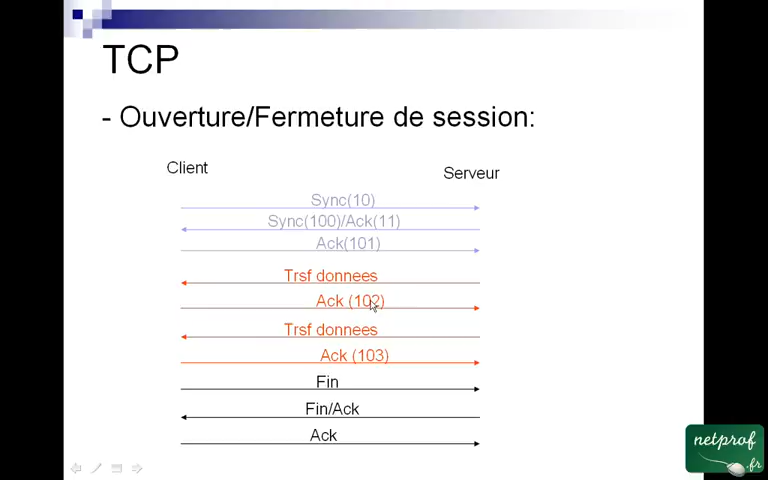 TCP
- Ouverture/Fermeture de session:
Client
Serveur
Sync(10)
Sync(100)/Ack(11)
Ack(101)
Trsf donnees
Ack (102)
Trsf donnees
Ack (103)
Fin
Fin/Ack
Ack
netprof
.fr